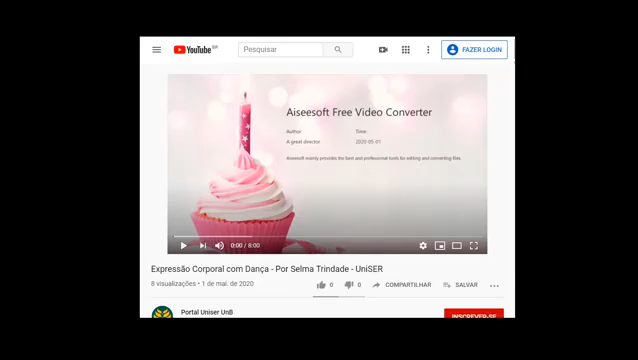 YouTube BR
Pesquisar
FAZER LOGIN
Aiseesoft Free Video Converter
Author Time
A great director 2020-05-01
Aiseesoft mainly provides the best and professional tools for editing and converting files.
0:00 / 8:00
Expressão Corporal com Dança - Por Selma Trindade - UniSER
8 visualizações • 1 de mai. de 2020
0 0 COMPARTILHAR SALVAR
Portal Uniser UnB
INSCREVER-SE